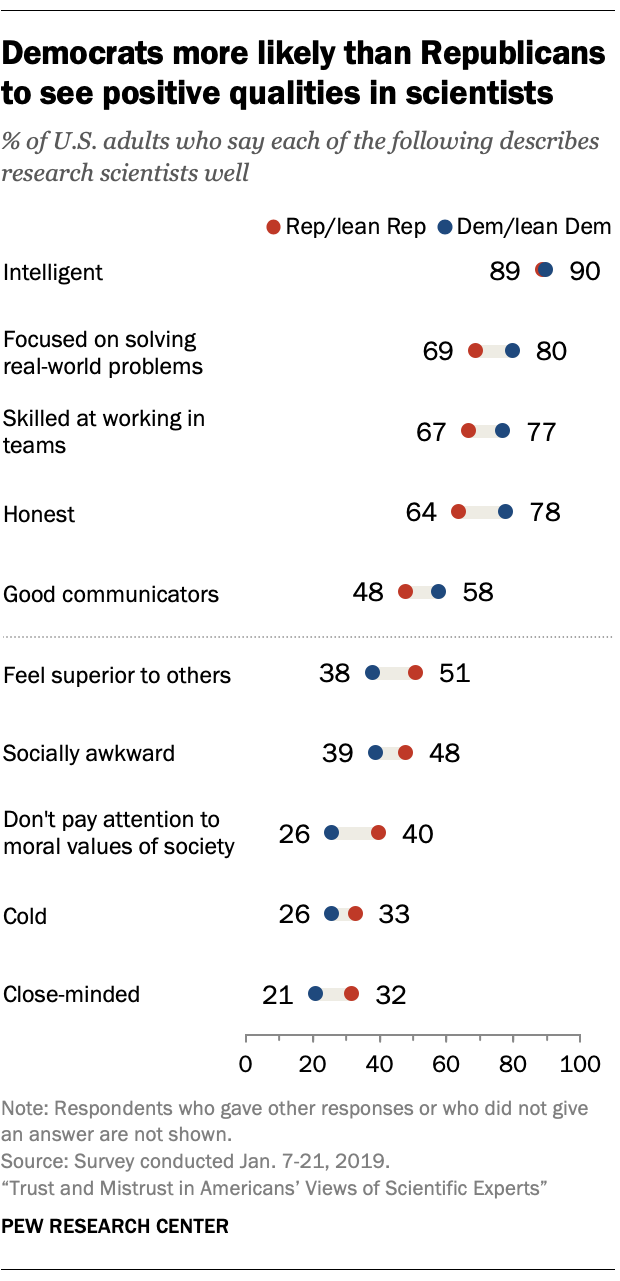 Democrats more likely than Republicans
to see positive qualities in scientists
% of U.S. adults who say each of the following describes
research scientists well
Rep/lean Rep Dem/lean Dem
Intelligent 89 90
Focused on solving
real-world problems 69 80
Skilled at working in
teams 67 77
Honest 64 78
Good communicators 48 58
Feel superior to others 38 51
Socially awkward 39 48
Don't pay attention to
moral values of society 26 40
Cold 26 33
Close-minded 21 32
0 20 40 60 80 100
Note: Respondents who gave other responses or who did not give
an answer are not shown.
Source: Survey conducted Jan. 7-21, 2019.
“Trust and Mistrust in Americans’ Views of Scientific Experts”
PEW RESEARCH CENTER